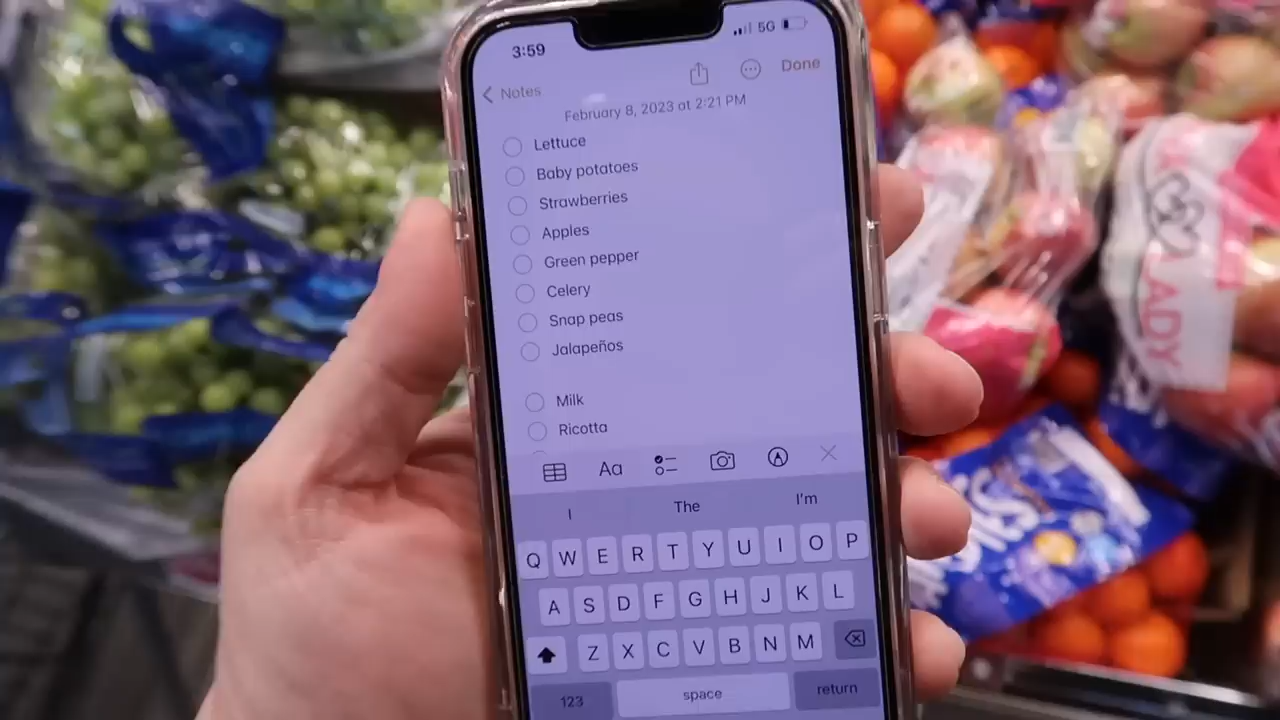 3:59
5G
Notes
Done
February 8, 2023 at 2:21 PM
Lettuce
Baby potatoes
Strawberries
Apples
Green pepper
Celery
Snap peas
Jalapeños
Milk
Ricotta
Aa
I The I'm
Q W E R T Y U I O P
A S D F G H J K L
Z X C V B N M
123 space return
LADY